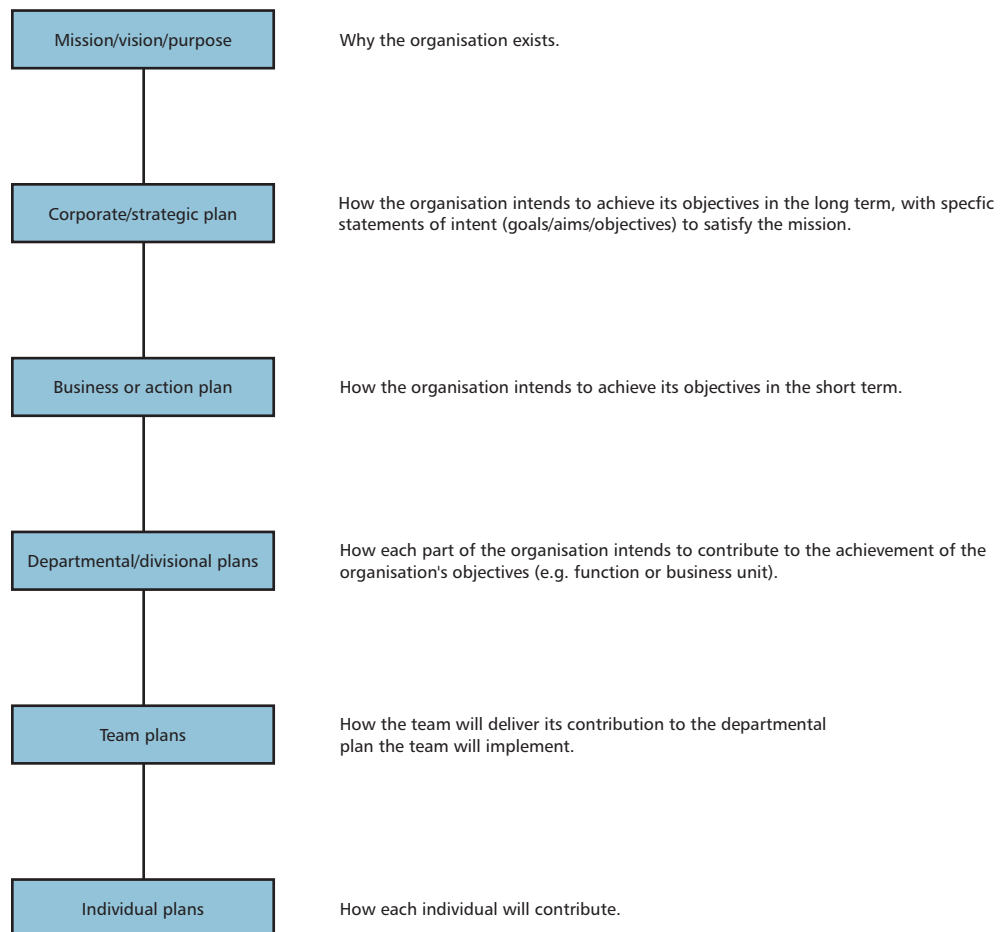 Mission/vision/purpose
Why the organisation exists.
Corporate/strategic plan
How the organisation intends to achieve its objectives in the long term, with specfic
statements of intent (goals/aims/objectives) to satisfy the mission.
Business or action plan
How the organisation intends to achieve its objectives in the short term.
Departmental/divisional plans
How each part of the organisation intends to contribute to the achievement of the
organisation's objectives (e.g. function or business unit).
Team plans
How the team will deliver its contribution to the departmental
plan the team will implement.
Individual plans
How each individual will contribute.